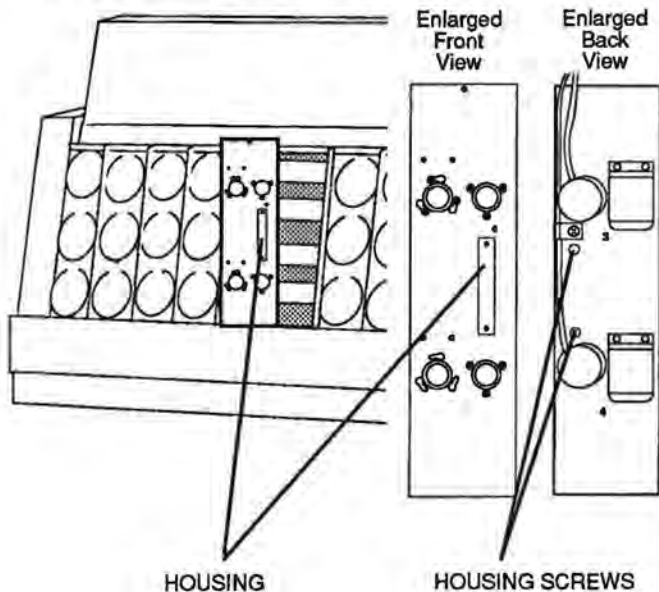 Enlarged
Front
View
Enlarged
Back
View
3
4
HOUSING
HOUSING SCREWS